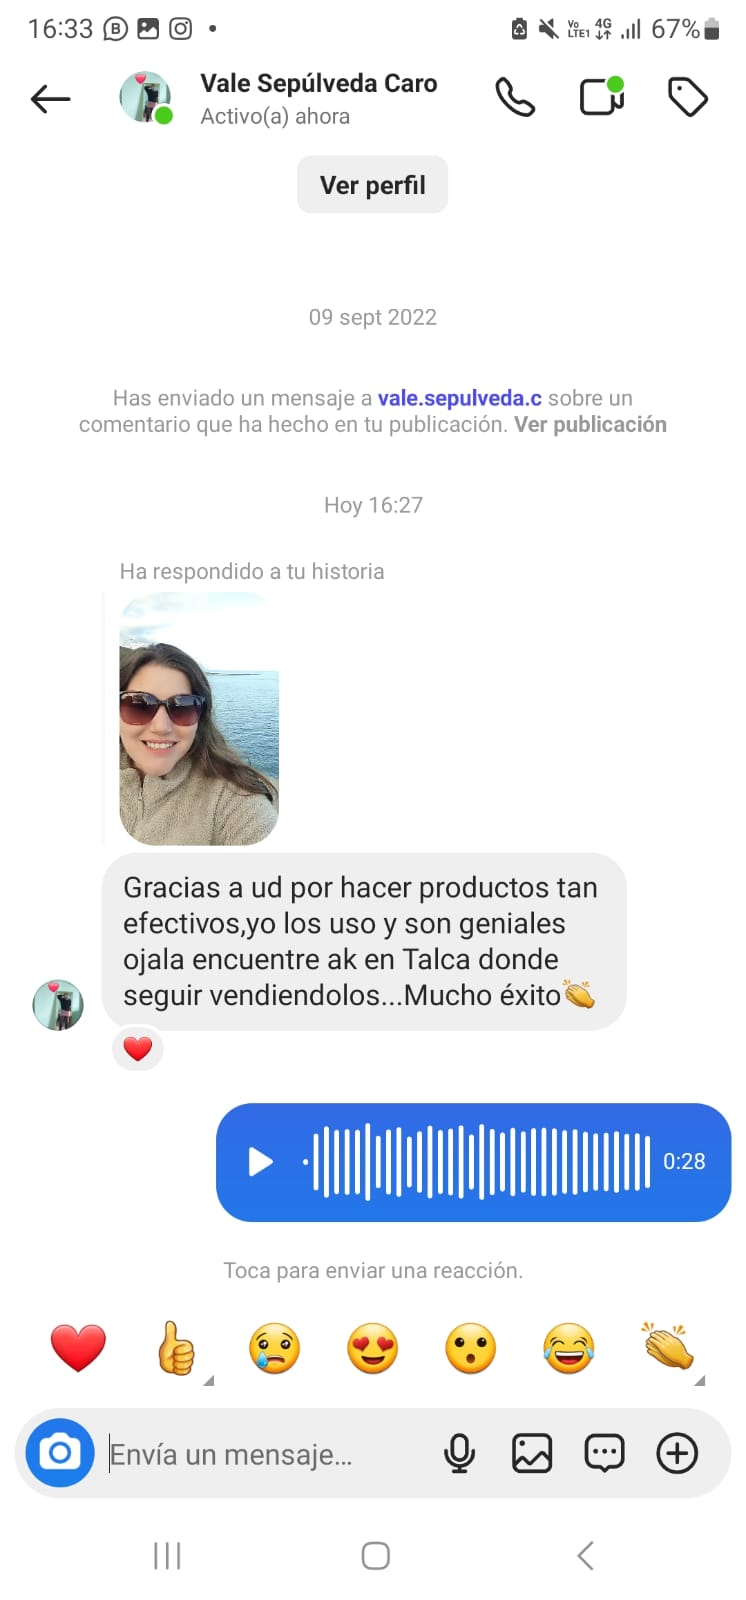 16:33
Vo
LTE1 4G 67%
Vale Sepúlveda Caro
Activo(a) ahora
Ver perfil
09 sept 2022
Has enviado un mensaje a vale.sepulveda.c sobre un
comentario que ha hecho en tu publicación. Ver publicación
Hoy 16:27
Ha respondido a tu historia
Gracias a ud por hacer productos tan
efectivos,yo los uso y son geniales
ojala encuentre ak en Talca donde
seguir vendiendolos...Mucho éxito👏
0:28
Toca para enviar una reacción.
Envía un mensaje...